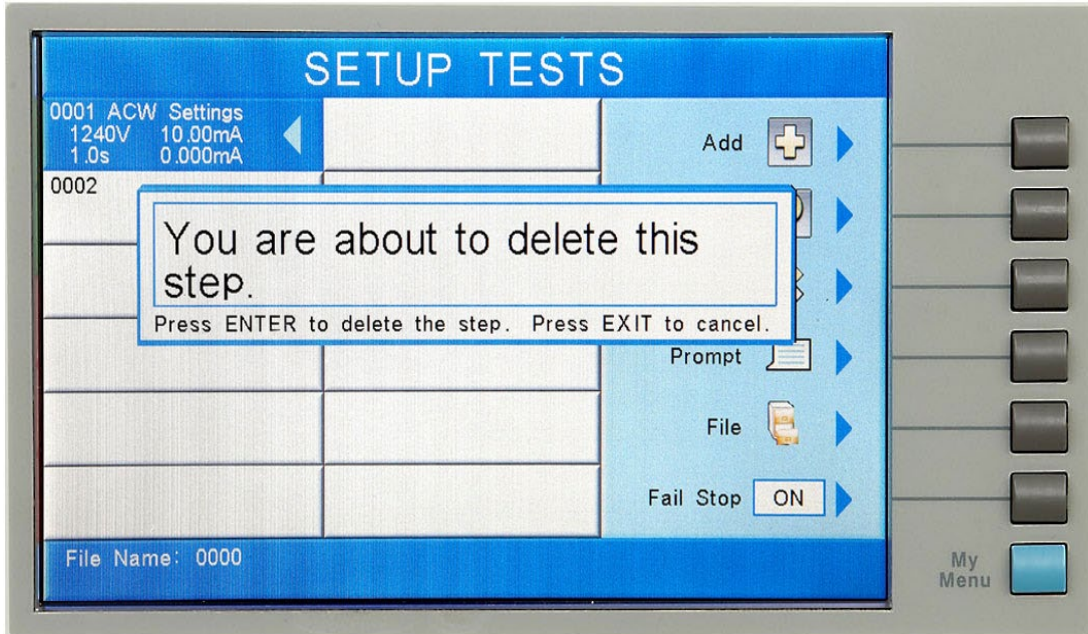 SETUP TESTS
0001 ACW Settings
1240V 10.00mA
1.0s 0.000mA
0002
Add
You are about to delete this
step.
Press ENTER to delete the step. Press EXIT to cancel.
Prompt
File
Fail Stop ON
File Name: 0000
My
Menu